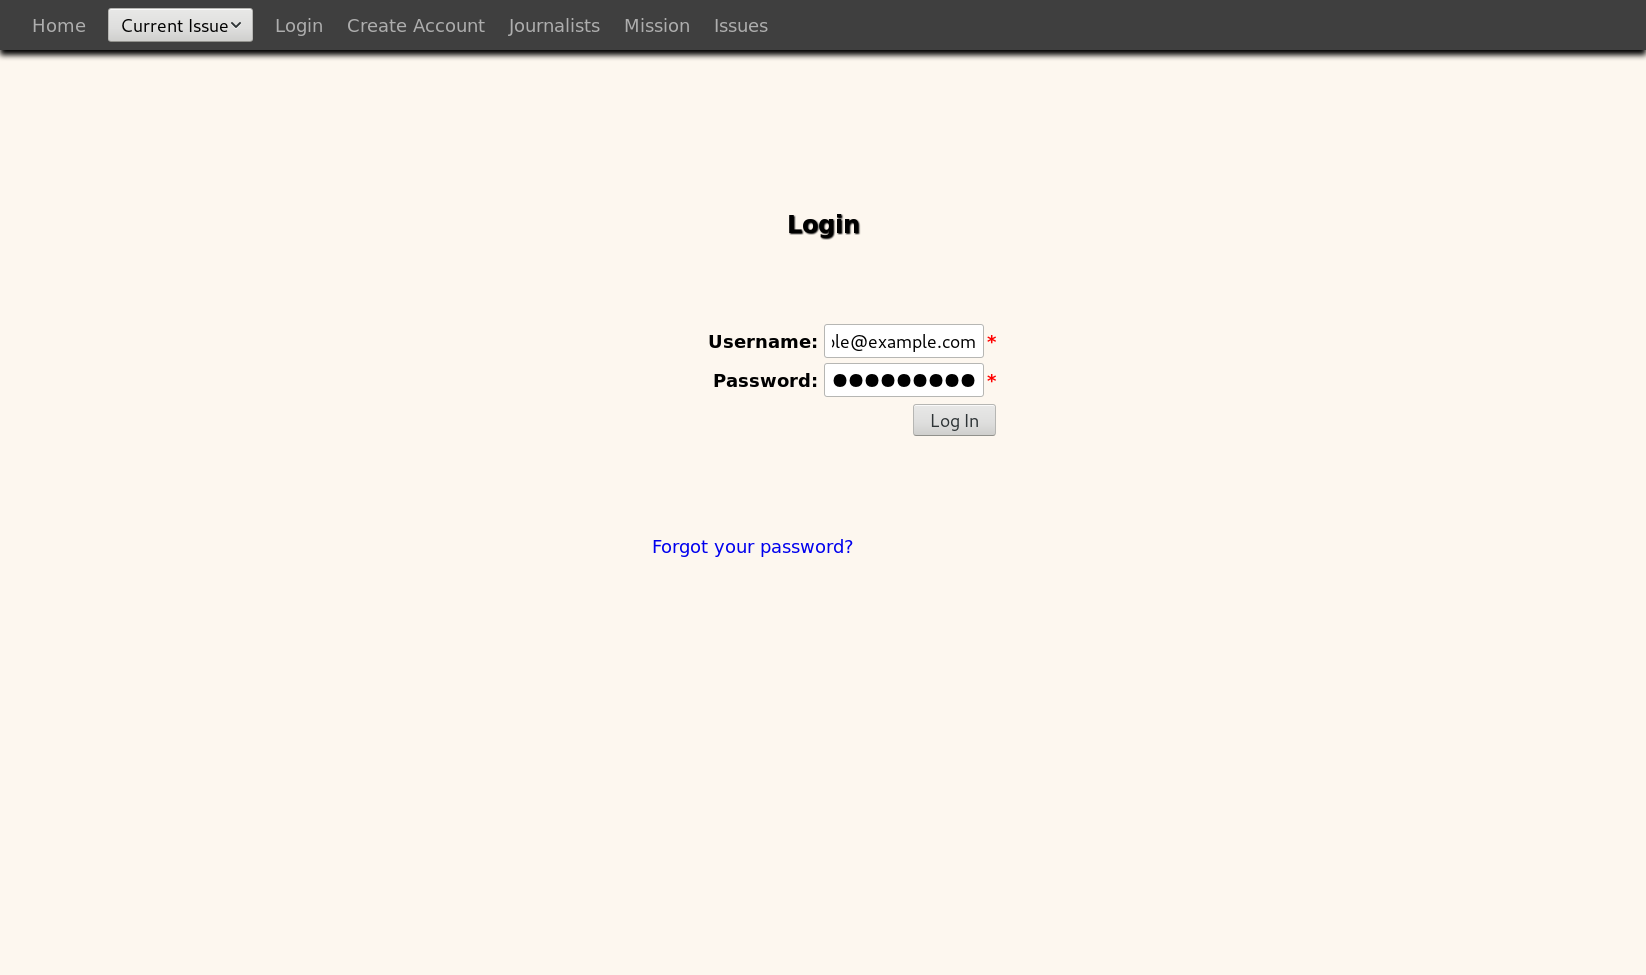 Home Current Issue Login Create Account Journalists Mission Issues
Login
Username: ple@example.com *
Password: ●●●●●●●●● *
Log In
Forgot your password?